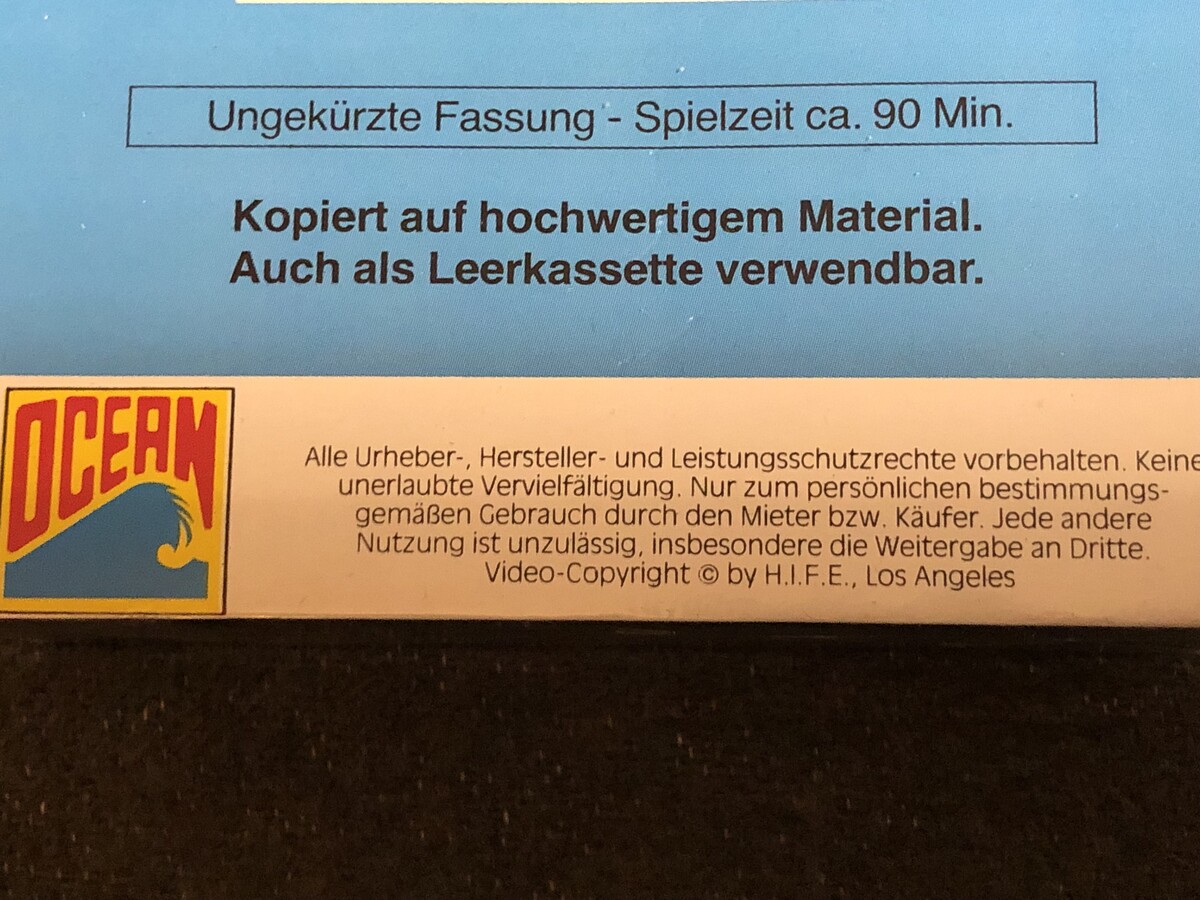 Ungekürzte Fassung - Spielzeit ca. 90 Min.
Kopiert auf hochwertigem Material.
Auch als Leerkassette verwendbar.
OCEAN
Alle Urheber-, Hersteller- und Leistungsschutzrechte vorbehalten. Keine
unerlaubte Vervielfältigung. Nur zum persönlichen bestimmungs-
gemäßen Gebrauch durch den Mieter bzw. Käufer. Jede andere
Nutzung ist unzulässig, insbesondere die Weitergabe an Dritte.
Video-Copyright © by H.I.F.E., Los Angeles